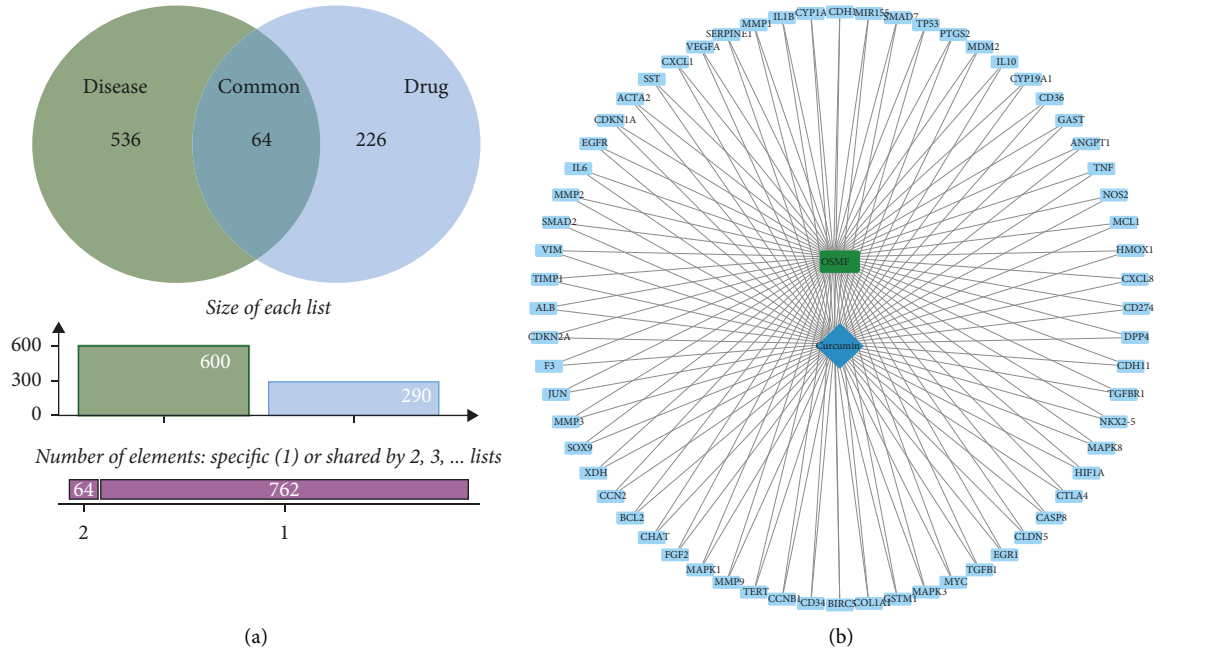 Disease
Common
Drug
536
64
226
Size of each list
600
300
0
600
290
Number of elements: specific (1) or shared by 2, 3, ... lists
64
762
2
1
(a)
CDH1
MIR155
SMAD7
TP53
PTGS2
MDM2
IL10
CYP19A1
CD36
GAST
ANGPT1
TNF
NOS2
MCL1
HMOX1
CXCL8
CD274
DPP4
CDH11
TGFBR1
NKX2-5
MAPK8
HIF1A
CTLA4
CASP8
CLDN5
EGR1
TGFB1
MYC
MAPK3
GSTM1
COL1A1
BIRC5
CD34
CCNB1
TERT
MMP9
MAPK1
FGF2
CHAT
BCL2
CCN2
XDH
SOX9
MMP3
JUN
F3
CDKN2A
ALB
TIMP1
VIM
SMAD2
MMP2
IL6
EGFR
CDKN1A
ACTA2
SST
CXCL1
VEGFA
SERPINE1
MMP1
IL1B
CYP1A
OSMF
Curcumin
(b)